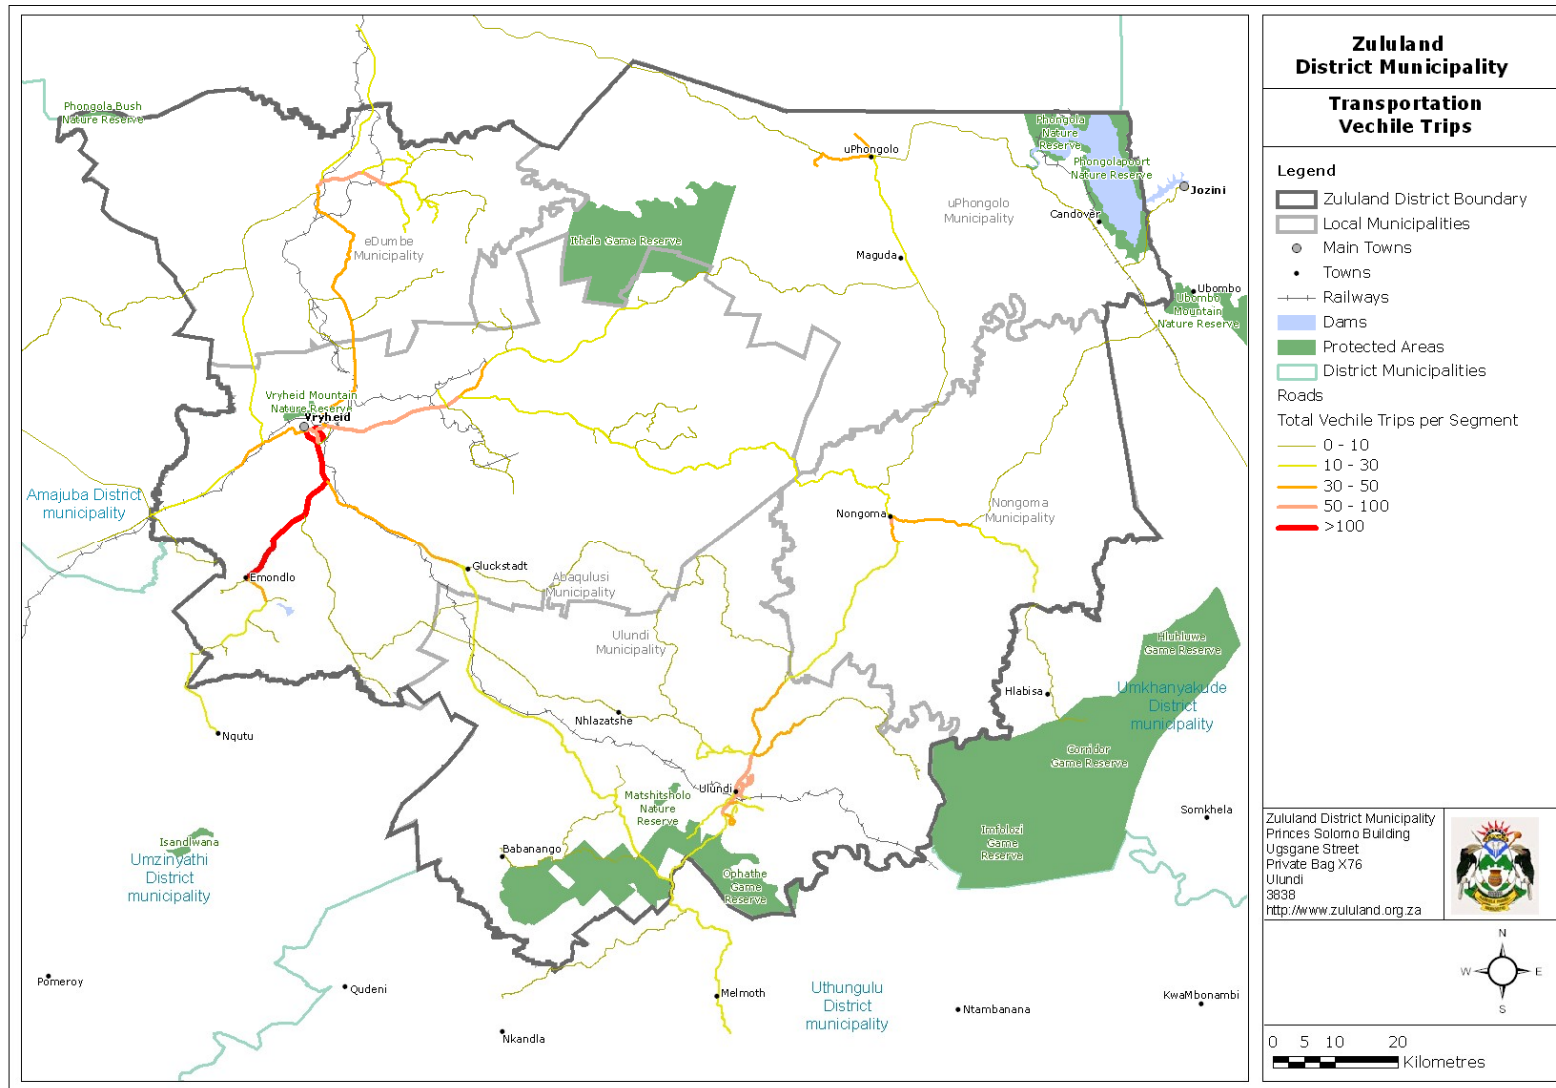 Zululand
District Municipality
Transportation
Vechile Trips
Legend
Zululand District Boundary
Local Municipalities
Main Towns
Towns
Railways
Dams
Protected Areas
District Municipalities
Roads
Total Vechile Trips per Segment
0 - 10
10 - 30
30 - 50
50 - 100
>100
Zululand District Municipality
Princes Solomo Building
Ugsgane Street
Private Bag X76
Ulundi
3838
http://www.zululand.org.za
N
W
E
S
0 5 10 20
Kilometres
Phongola Bush
Nature Reserve
uPhongolo
Phongola
Nature
Reserve
Phongolapoort
Nature Reserve
Jozini
uPhongolo
Municipality
Candover
eDumbe
Municipality
Ithala Game Reserve
Maguda
Ubombo
Ubombo
Mountain
Nature Reserve
Vryheid Mountain
Nature Reserve
Vryheid
Amajuba District
municipality
Nongoma
Nongoma
Municipality
Emondlo
Gluckstadt
Abaqulusi
Municipality
Ulundi
Municipality
Hluhluwe
Game Reserve
Hlabisa
Umkhanyakude
District
municipality
Nhlazatshe
Nqutu
Corridor
Game Reserve
Ulundi
Matshitsholo
Nature
Reserve
Somkhela
Isandlwana
Umzinyathi
District
municipality
Babanango
Imfolozi
Game
Reserve
Ophathe
Game
Reserve
Pomeroy
Qudeni
Melmoth
Uthungulu
District
municipality
Ntambanana
KwaMbonambi
Nkandla